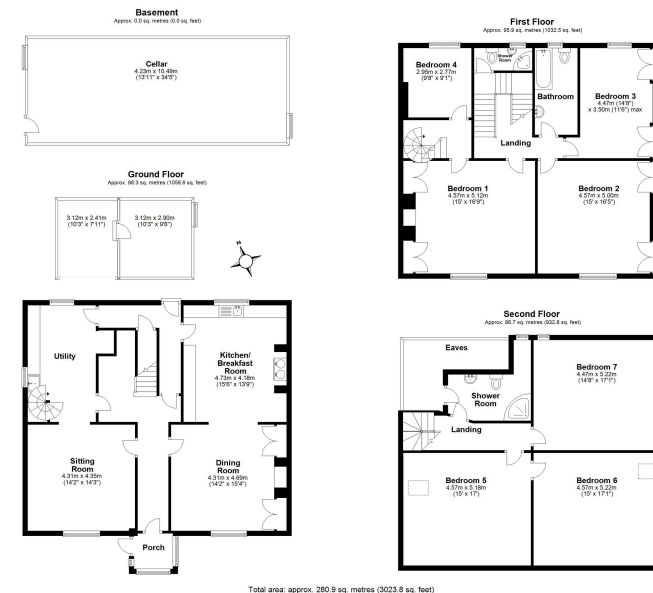 Basement
Approx. 0.0 sq. metres (0.0 sq. feet)
Cellar
4.23m x 10.49m
(13'11" x 34'5")
Ground Floor
Approx. 98.3 sq. metres (1058.6 sq. feet)
3.12m x 2.41m
(10'3" x 7'11")
3.12m x 2.90m
(10'3" x 9'6")
N
Utility
Kitchen/
Breakfast
Room
4.73m x 4.18m
(15'6" x 13'9")
Sitting
Room
4.31m x 4.35m
(14'2" x 14'3")
Dining
Room
4.31m x 4.69m
(14'2" x 15'4")
Porch
First Floor
Approx. 95.9 sq. metres (1032.5 sq. feet)
Bedroom 4
2.95m x 2.77m
(9'8" x 9'1")
Shower
Room
Bathroom
Bedroom 3
4.47m (14'8")
x 3.50m (11'6") max
Landing
Bedroom 1
4.57m x 5.12m
(15' x 16'9")
Bedroom 2
4.57m x 5.00m
(15' x 16'5")
Second Floor
Approx. 86.7 sq. metres (932.8 sq. feet)
Eaves
Bedroom 7
4.47m x 5.22m
(14'8" x 17'1")
Shower
Room
Landing
Bedroom 5
4.57m x 5.18m
(15' x 17')
Bedroom 6
4.57m x 5.22m
(15' x 17'1")
Total area: approx. 280.9 sq. metres (3023.8 sq. feet)